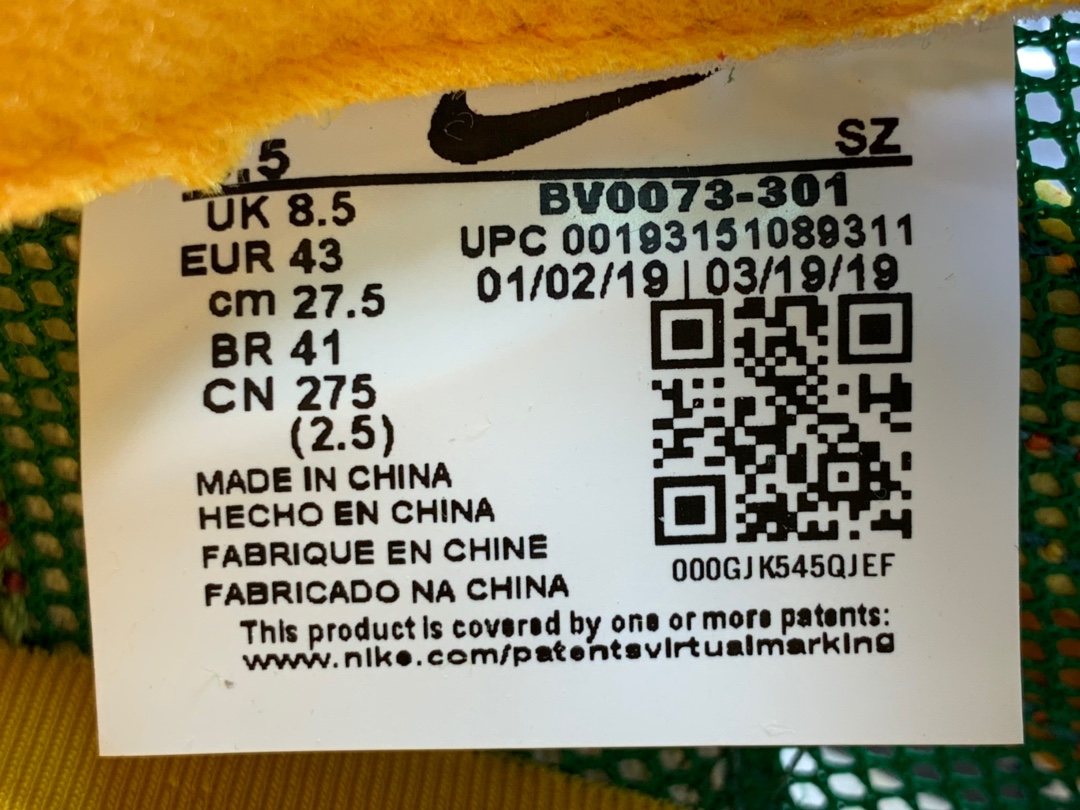 .5
SZ
UK 8.5
EUR 43
cm 27.5
BR 41
CN 275
(2.5)
BV0073-301
UPC 00193151089311
01/02/19 | 03/19/19
000GJK545QJEF
MADE IN CHINA
HECHO EN CHINA
FABRIQUE EN CHINE
FABRICADO NA CHINA
This product is covered by one or more patents:
www.nike.com/patentsvirtualmarking